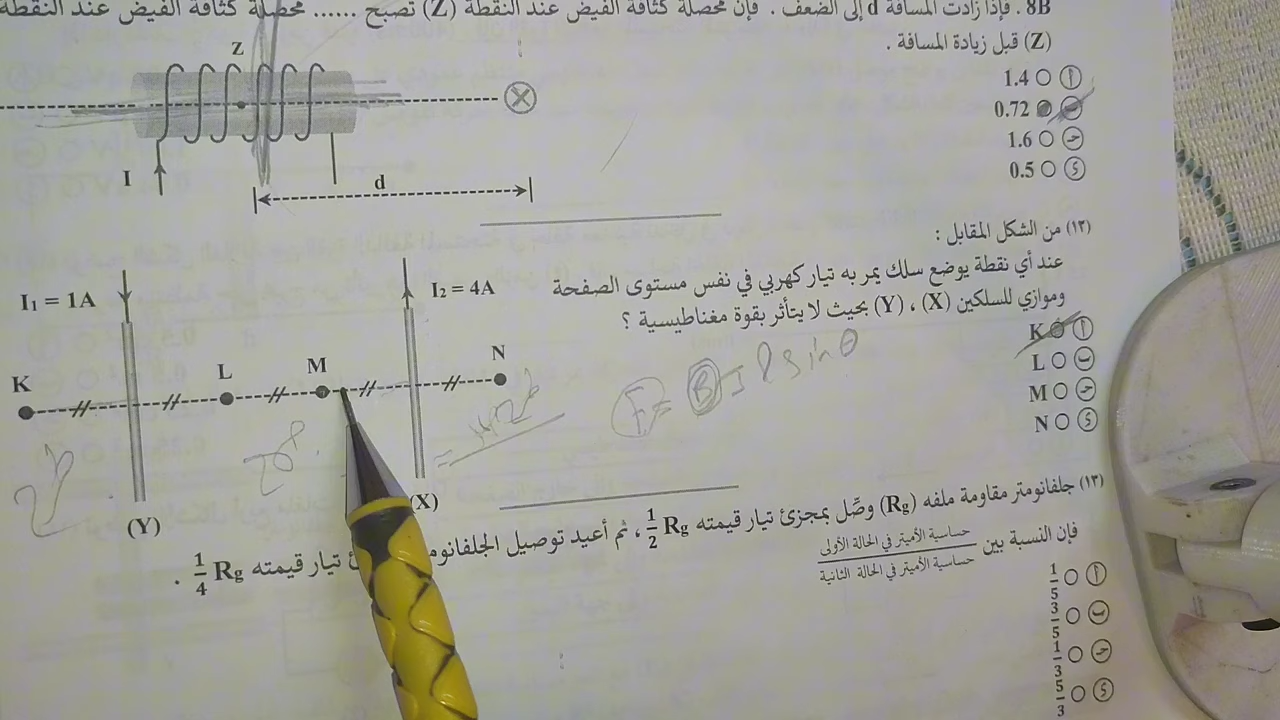 8B . فإذا زادت المسافة d إلى الضعف . فإن محصلة كثافة الفيض عند النقطة (Z) تصبح ...... محصلة كثافة الفيض عند النقطة
(Z) قبل زيادة المسافة .
أ 1.4
ب 0.72
ج 1.6
د 0.5
Z
I
d
(١٢) من الشكل المقابل :
عند أي نقطة يوضع سلك يمر به تيار كهربي في نفس مستوى الصفحة
وموازي للسلكين (X) ، (Y) بحيث لا يتأثر بقوة مغناطيسية ؟
أ K
ب L
ج M
د N
I₁ = 1A
I₂ = 4A
K
L
M
N
(Y)
(X)
F = B I l sin θ
(١٣) جلفانومتر مقاومة ملفه (Rg) وصِّل بمجزئ تيار قيمته 1/2 Rg ، ثم أعيد توصيل تيار قيمته 1/4 Rg .
فإن النسبة بين حساسية الأميتر في الحالة الأولى / حساسية الأميتر في الحالة الثانية
أ 1/5
ب 3/5
ج 1/3
د 5/3